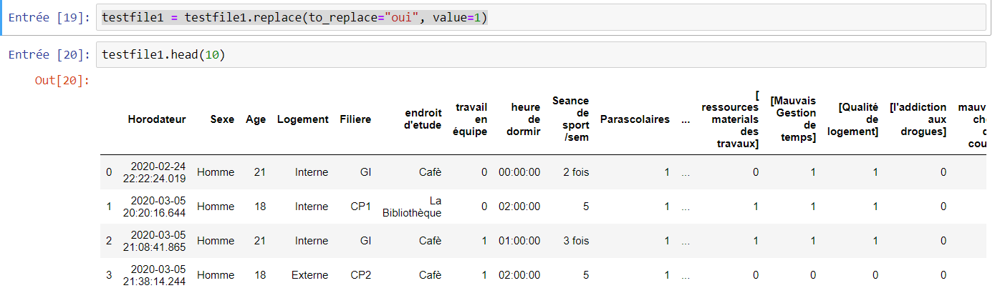 Entrée [19]: testfile1 = testfile1.replace(to_replace="oui", value=1)
Entrée [20]: testfile1.head(10)
Out[20]:
Horodateur Sexe Age Logement Filiere endroit d'etude travail en équipe heure de dormir Seance de sport /sem Parascolaires ... [ ressources materials des travaux] [Mauvais Gestion de temps] [Qualité de logement] [l'addiction aux drogues]
0 2020-02-24 22:22:24.019 Homme 21 Interne GI Cafè 0 00:00:00 2 fois 1 ... 0 1 1 0
1 2020-03-05 20:20:16.644 Homme 18 Interne CP1 La Bibliothèque 0 02:00:00 5 1 ... 1 1 1 0
2 2020-03-05 21:08:41.865 Homme 21 Interne GI Cafè 1 01:00:00 3 fois 1 ... 1 1 1 0
3 2020-03-05 21:38:14.244 Homme 18 Externe CP2 Cafè 1 02:00:00 5 1 ... 0 0 0 0